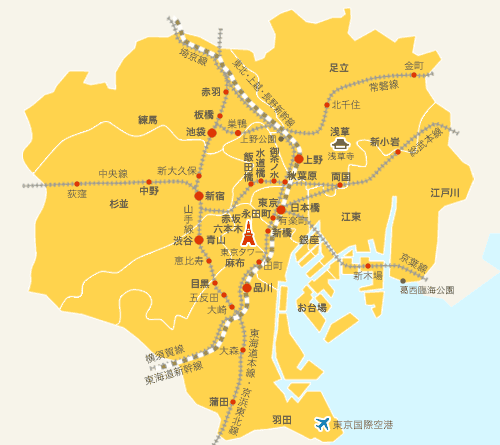 埼京線
東北・上越・長野新幹線
足立
金町
常磐線
赤羽
北千住
板橋
巣鴨
練馬
池袋
上野公園
浅草
浅草寺
新小岩
総武本線
御茶ノ水
水道橋
飯田橋
上野
新大久保
秋葉原
両国
中央線
中野
荻窪
杉並
新宿
江戸川
山手線
赤坂
永田町
東京
日本橋
有楽町
江東
六本木
青山
渋谷
新橋
銀座
東京タワー
恵比寿
麻布
田町
京葉線
新木場
葛西臨海公園
目黒
五反田
品川
大崎
お台場
横須賀線
東海道新幹線
大森
東海道本線・京浜東北線
蒲田
羽田
東京国際空港